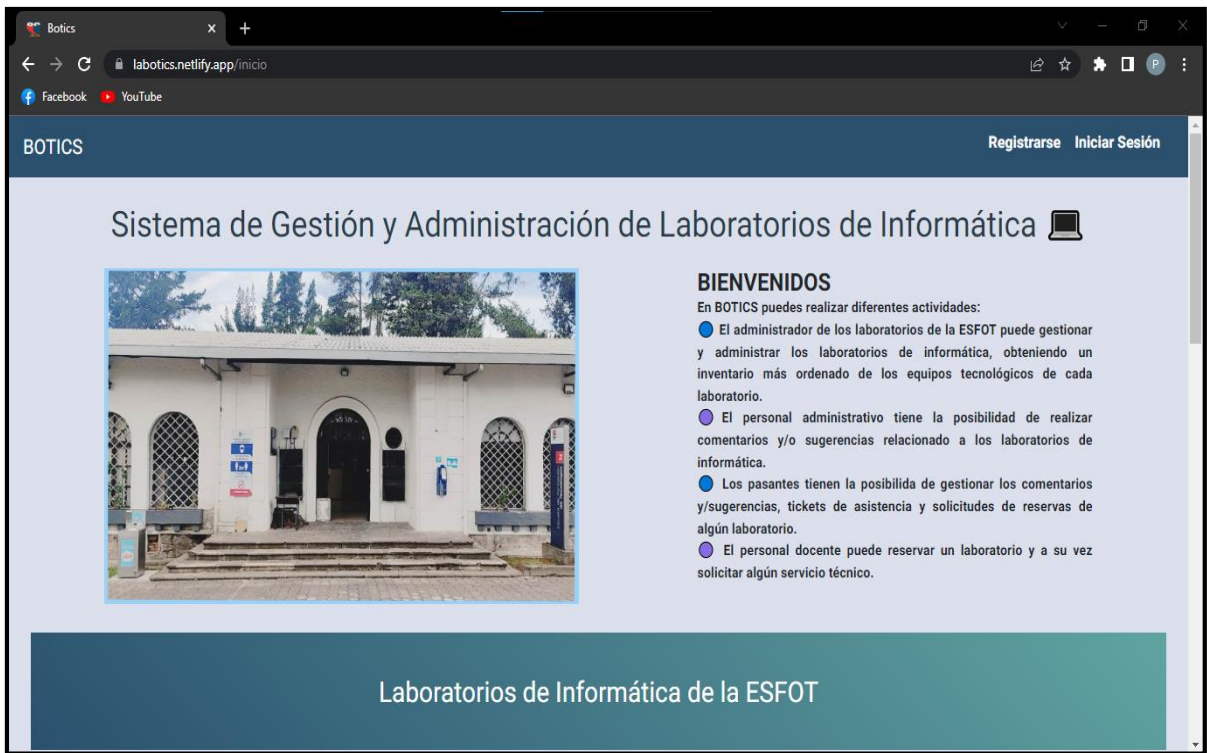 Botics
labotics.netlify.app/inicio
P
Facebook YouTube
BOTICS
Registrarse Iniciar Sesión
Sistema de Gestión y Administración de Laboratorios de Informática
BIENVENIDOS
En BOTICS puedes realizar diferentes actividades:
El administrador de los laboratorios de la ESFOT puede gestionar
y administrar los laboratorios de informática, obteniendo un
inventario más ordenado de los equipos tecnológicos de cada
laboratorio.
El personal administrativo tiene la posibilidad de realizar
comentarios y/o sugerencias relacionado a los laboratorios de
informática.
Los pasantes tienen la posibilida de gestionar los comentarios
y/sugerencias, tickets de asistencia y solicitudes de reservas de
algún laboratorio.
El personal docente puede reservar un laboratorio y a su vez
solicitar algún servicio técnico.
Laboratorios de Informática de la ESFOT